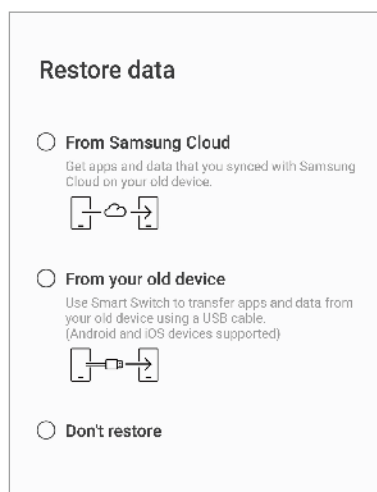 Restore data
From Samsung Cloud
Get apps and data that you synced with Samsung
Cloud on your old device.
From your old device
Use Smart Switch to transfer apps and data from
your old device using a USB cable.
(Android and iOS devices supported)
Don't restore